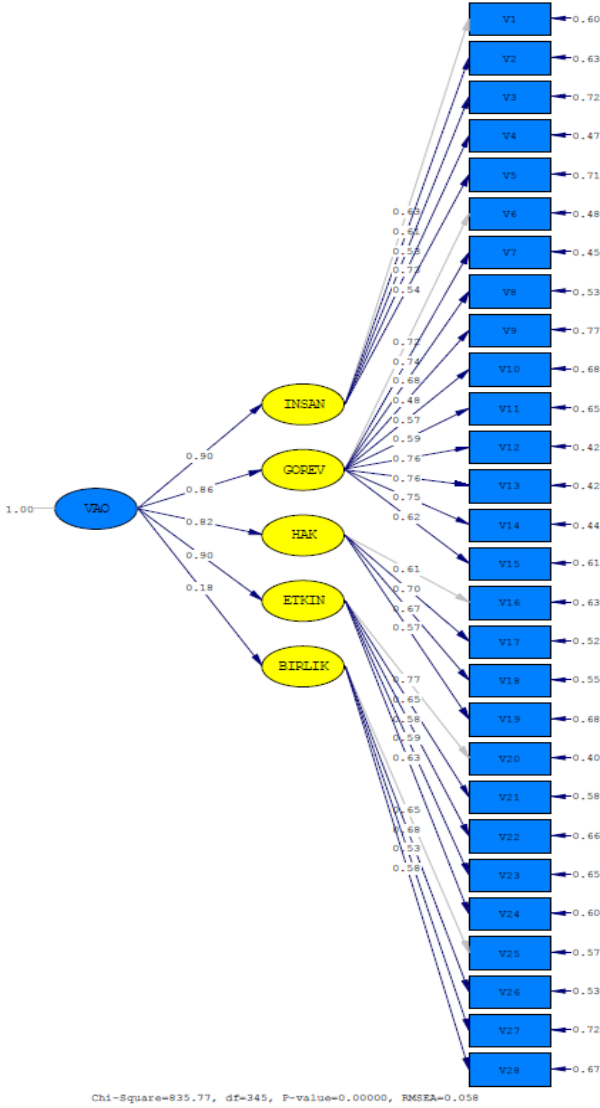 V1 0.60
V2 0.63
V3 0.72
V4 0.47
V5 0.71
0.63
V6 0.48
0.61
V7 0.45
0.53
0.73
0.54
V8 0.53
V9 0.77
0.72
0.74
V10 0.68
0.68
0.48
INSAN
V11 0.65
0.57
0.59
V12 0.42
0.90
0.76
GOREV
0.76
V13 0.42
0.86
0.75
1.00
VAO
0.62
V14 0.44
0.82
HAK
0.90
V15 0.61
0.61
0.18
0.70
ETKIN
V16 0.63
0.67
0.57
V17 0.52
BIRLIK
0.77
V18 0.55
0.65
0.58
V19 0.68
0.59
0.63
V20 0.40
V21 0.58
0.65
0.68
V22 0.66
0.53
0.58
V23 0.65
V24 0.60
V25 0.57
V26 0.53
V27 0.72
V28 0.67
Chi-Square=835.77, df=345, P-value=0.00000, RMSEA=0.058